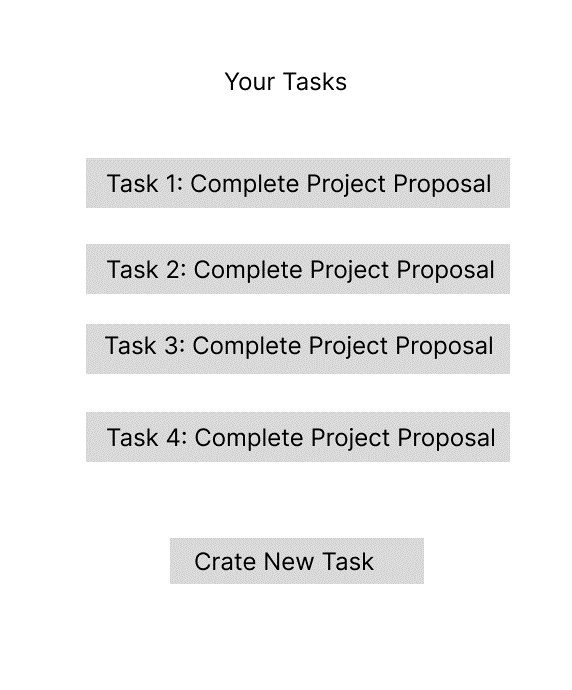 Your Tasks
Task 1: Complete Project Proposal
Task 2: Complete Project Proposal
Task 3: Complete Project Proposal
Task 4: Complete Project Proposal
Crate New Task